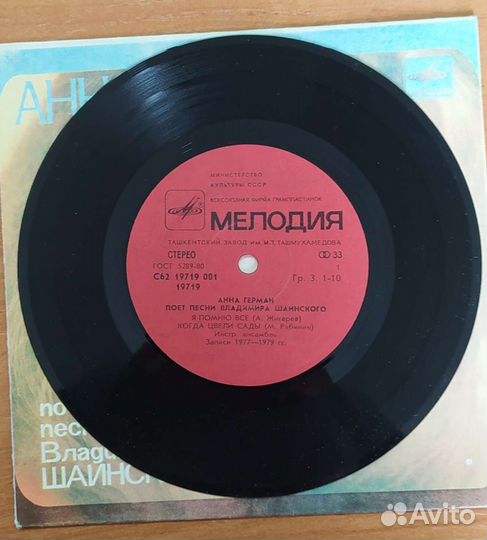 АНН
МИНИСТЕРСТВО
КУЛЬТУРЫ СССР
ВСЕСОЮЗНАЯ ФИРМА ГРАМПЛАСТИНОК
МЕЛОДИЯ
ТАШКЕНТСКИЙ ЗАВОД ИМ. И.Т. ТАШМУХАМЕДОВА
СТЕРЕО
33
ГОСТ 5289-80
1
С62 19719 001
Гр. 3. 1-10
19719
АННА ГЕРМАН
ПОЕТ ПЕСНИ ВЛАДИМИРА ШАИНСКОГО
Я ПОМНЮ ВСЕ (А. Жигарев)
КОГДА ЦВЕЛИ САДЫ (М. Рябинин)
Инстр. ансамбль
Записи 1977—1979 гг.
по
песн
Влади
ШАИНСК
Avito